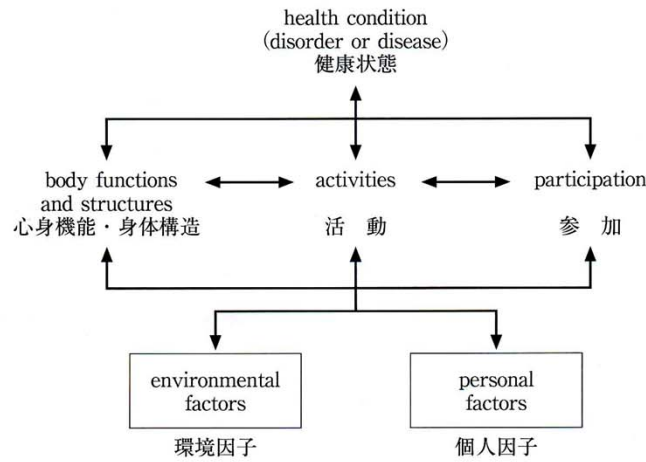 health condition
(disorder or disease)
健康状態
body functions
and structures
心身機能・身体構造
activities
活 動
participation
参 加
environmental
factors
環境因子
personal
factors
個人因子